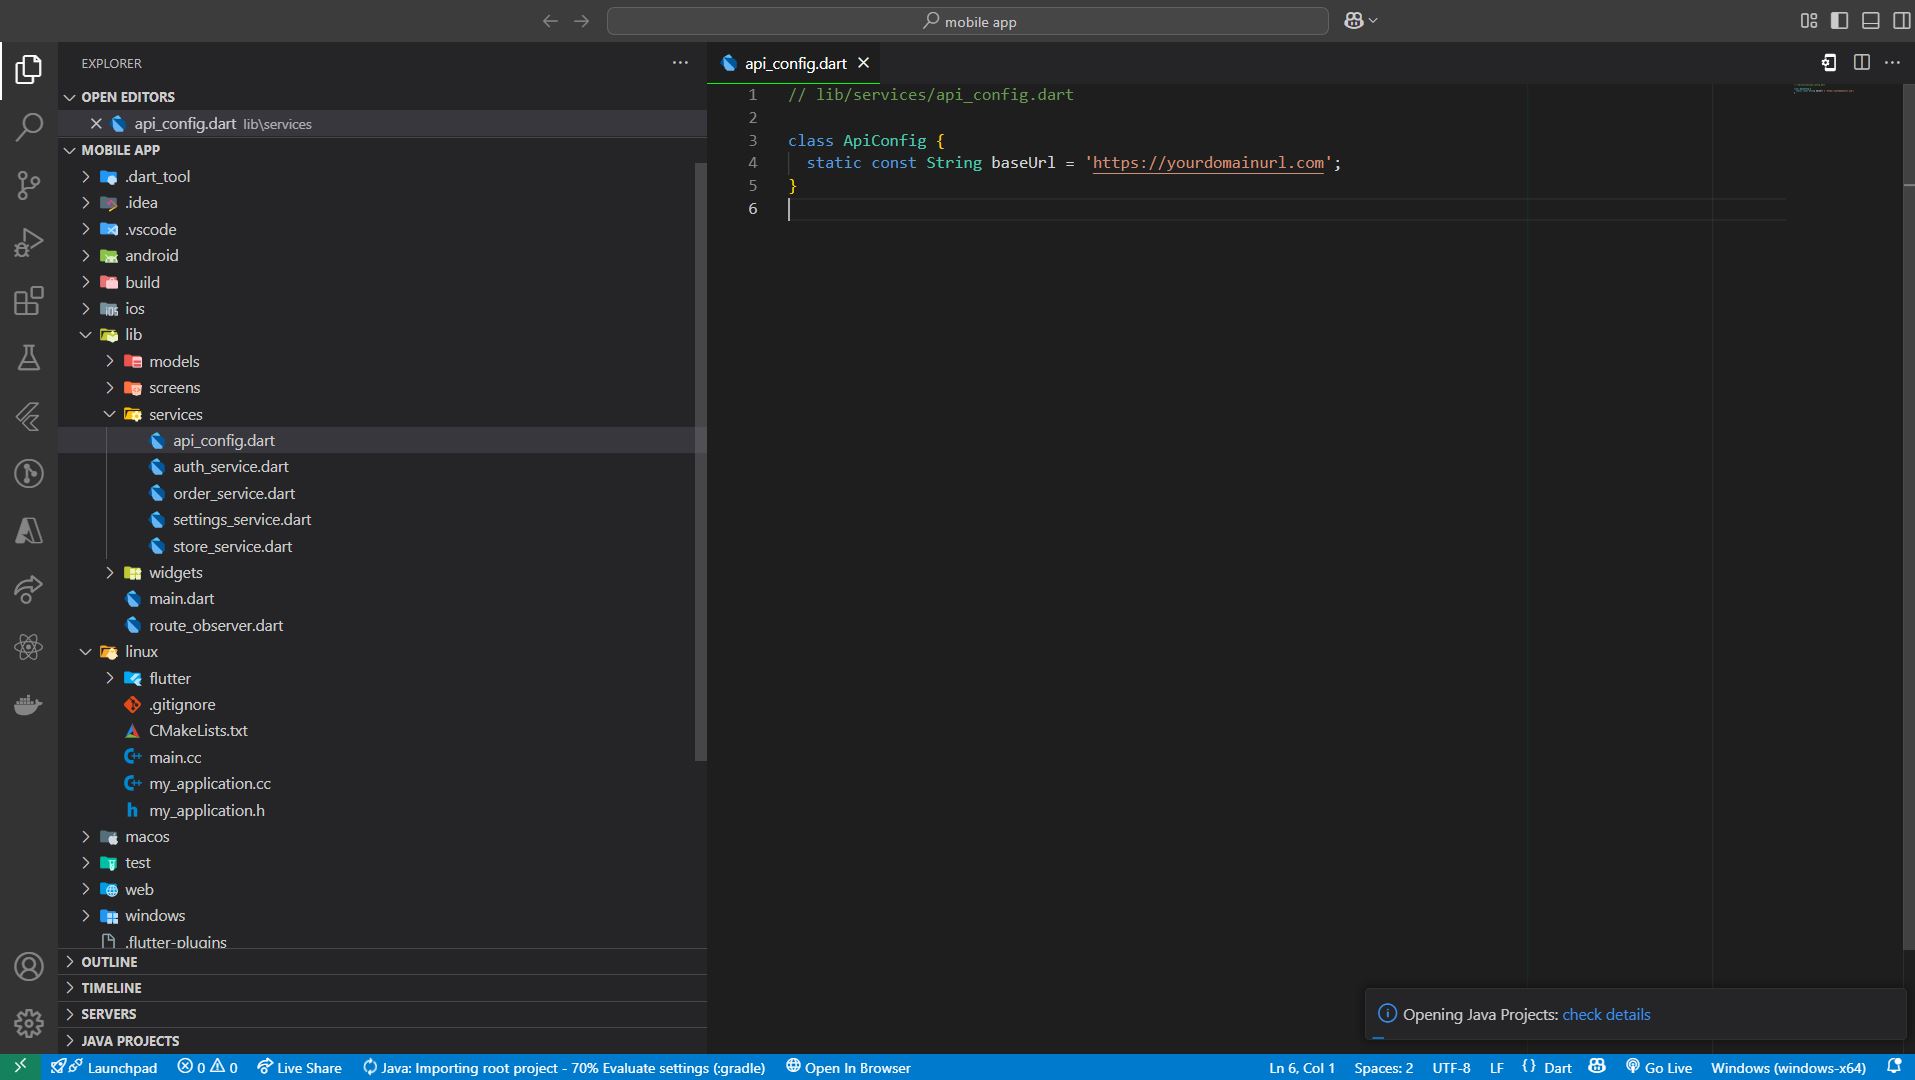 mobile app
EXPLORER
OPEN EDITORS
api_config.dart lib\services
MOBILE APP
.dart_tool
.idea
.vscode
android
build
ios
lib
models
screens
services
api_config.dart
auth_service.dart
order_service.dart
settings_service.dart
store_service.dart
widgets
main.dart
route_observer.dart
linux
flutter
.gitignore
CMakeLists.txt
main.cc
my_application.cc
my_application.h
macos
test
web
windows
.flutter-plugins
OUTLINE
TIMELINE
SERVERS
JAVA PROJECTS
api_config.dart
1 // lib/services/api_config.dart
2
3 class ApiConfig {
4 static const String baseUrl = 'https://yourdomainurl.com';
5 }
6
Opening Java Projects: check details
Launchpad 0 0 Live Share Java: Importing root project - 70% Evaluate settings (:gradle) Open In Browser Ln 6, Col 1 Spaces: 2 UTF-8 LF {} Dart Go Live Windows (windows-x64)